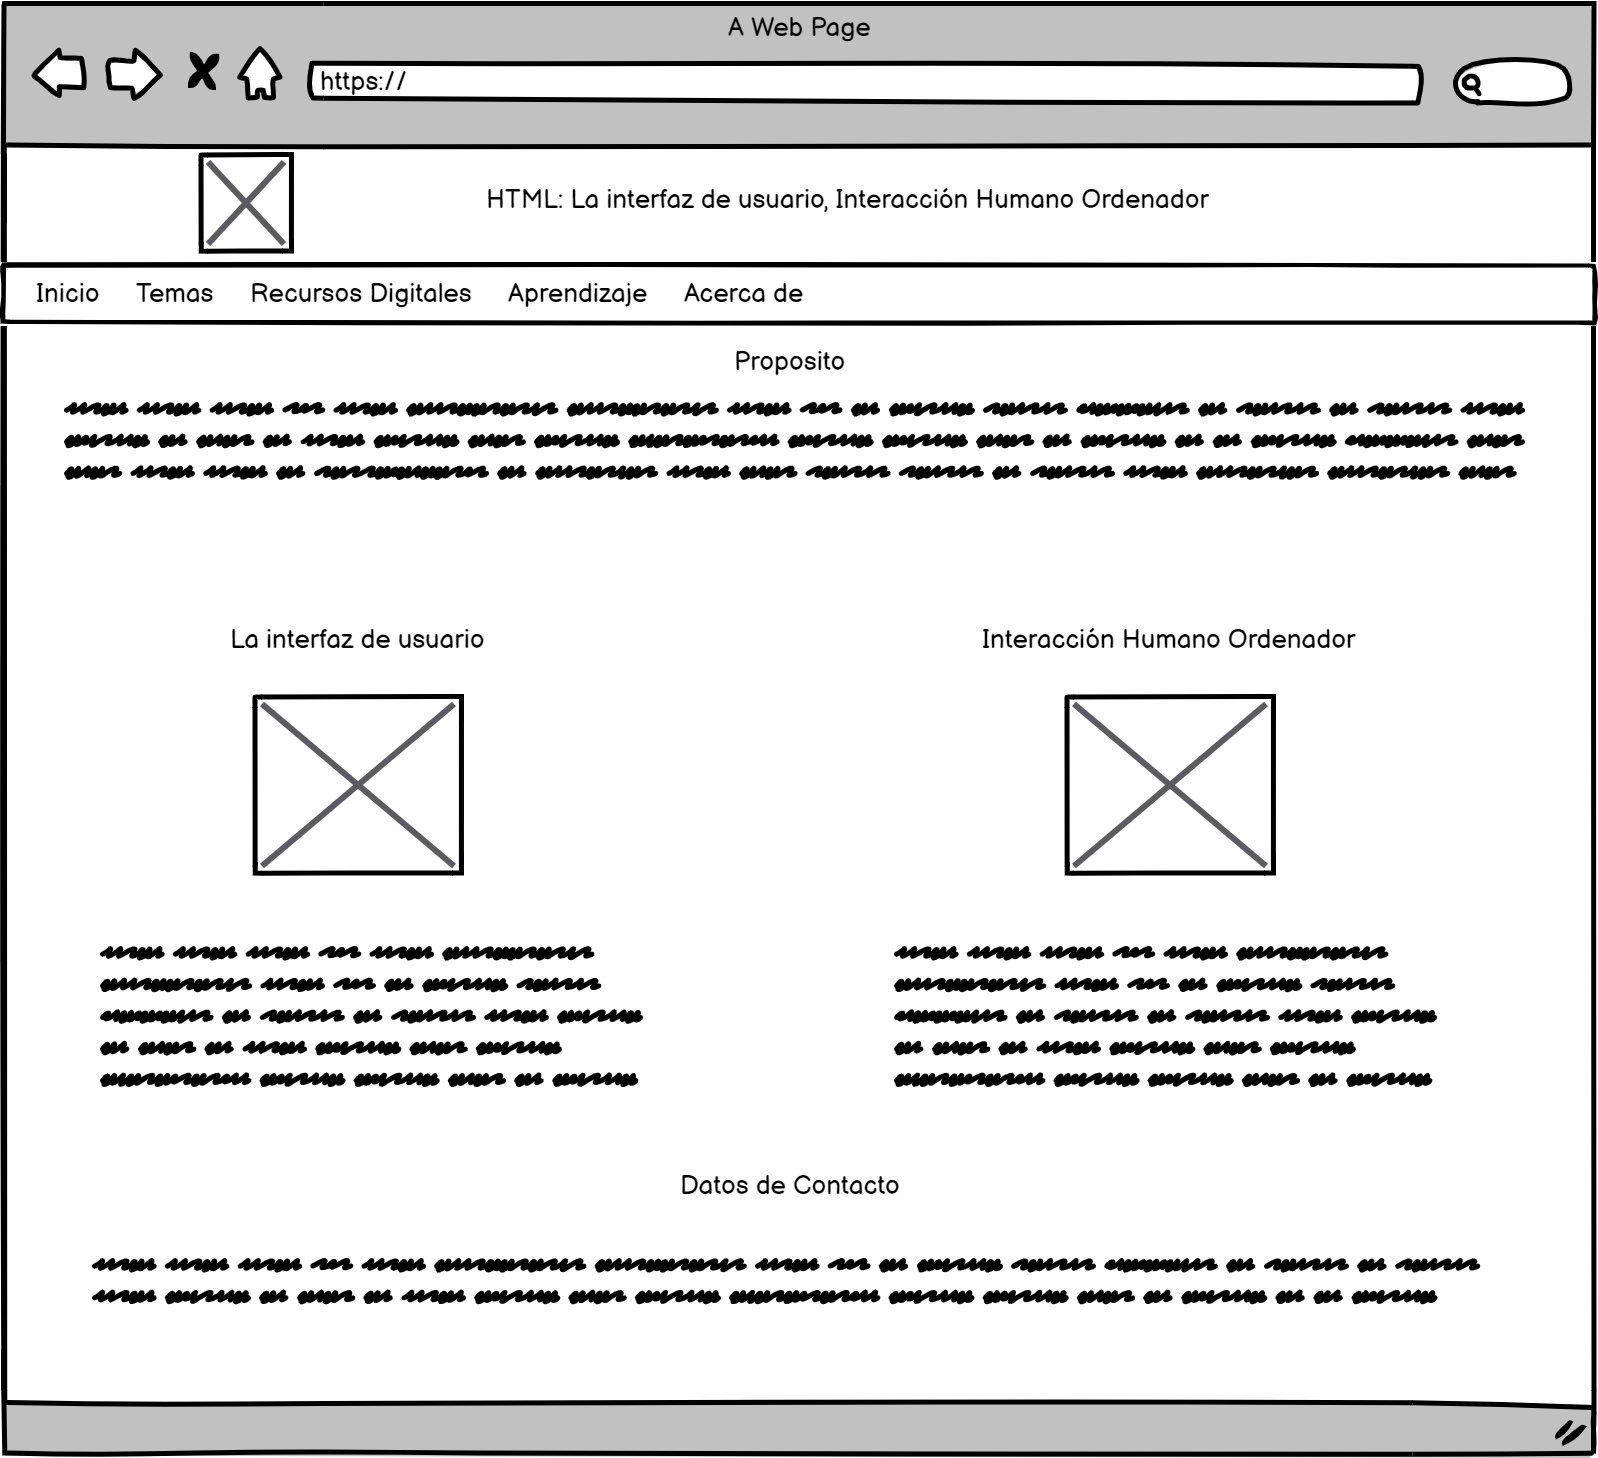 A Web Page
https://
HTML: La interfaz de usuario, Interacción Humano Ordenador
Inicio Temas Recursos Digitales Aprendizaje Acerca de
Proposito
La interfaz de usuario
Interacción Humano Ordenador
Datos de Contacto